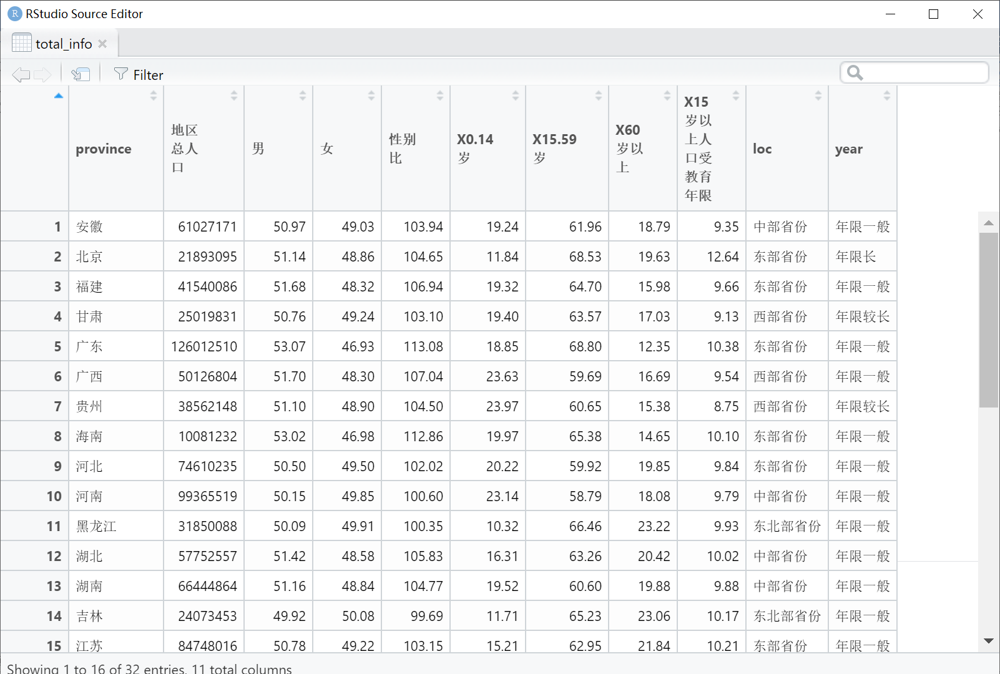 RStudio Source Editor
total_info
Filter
province 地区总人口 男 女 性别比 X0.14岁 X15.59岁 X60岁以上 X15岁以上人口受教育年限 loc year
1 安徽 61027171 50.97 49.03 103.94 19.24 61.96 18.79 9.35 中部省份 年限一般
2 北京 21893095 51.14 48.86 104.65 11.84 68.53 19.63 12.64 东部省份 年限长
3 福建 41540086 51.68 48.32 106.94 19.32 64.70 15.98 9.66 东部省份 年限一般
4 甘肃 25019831 50.76 49.24 103.10 19.40 63.57 17.03 9.13 西部省份 年限较长
5 广东 126012510 53.07 46.93 113.08 18.85 68.80 12.35 10.38 东部省份 年限一般
6 广西 50126804 51.70 48.30 107.04 23.63 59.69 16.69 9.54 西部省份 年限一般
7 贵州 38562148 51.10 48.90 104.50 23.97 60.65 15.38 8.75 西部省份 年限较长
8 海南 10081232 53.02 46.98 112.86 19.97 65.38 14.65 10.10 东部省份 年限一般
9 河北 74610235 50.50 49.50 102.02 20.22 59.92 19.85 9.84 东部省份 年限一般
10 河南 99365519 50.15 49.85 100.60 23.14 58.79 18.08 9.79 中部省份 年限一般
11 黑龙江 31850088 50.09 49.91 100.35 10.32 66.46 23.22 9.93 东北部省份 年限一般
12 湖北 57752557 51.42 48.58 105.83 16.31 63.26 20.42 10.02 中部省份 年限一般
13 湖南 66444864 51.16 48.84 104.77 19.52 60.60 19.88 9.88 中部省份 年限一般
14 吉林 24073453 49.92 50.08 99.69 11.71 65.23 23.06 10.17 东北部省份 年限一般
15 江苏 84748016 50.78 49.22 103.15 15.21 62.95 21.84 10.21 东部省份 年限一般
Showing 1 to 16 of 32 entries, 11 total columns